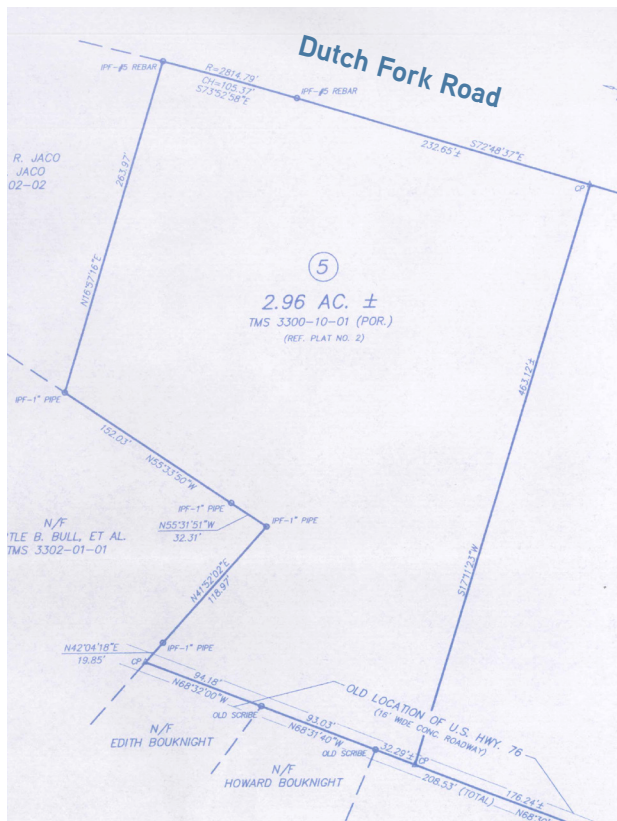 Dutch Fork Road
IPF-#5 REBAR
R=2814.79'
CH=105.37'
S73°52'58"E
IPF-#5 REBAR
232.65'±
S72°48'37"E
CP
R. JACO
JACO
02-02
263.97'
N16°57'16"E
5
2.96 AC. ±
TMS 3300-10-01 (POR.)
(REF. PLAT NO. 2)
463.12'±
S17°11'23"W
IPF-1" PIPE
152.03'
N55°33'50"W
IPF-1" PIPE
N55°31'51"W
32.31'
IPF-1" PIPE
N/F
TLE B. BULL, ET AL.
TMS 3302-01-01
N41°52'02"E
118.97'
N42°04'18"E
19.85'
IPF-1" PIPE
CP
94.18'
N68°32'00"W
OLD SCRIBE
93.03'
N68°31'40"W
OLD SCRIBE
32.29'±
CP
OLD LOCATION OF U.S. HWY. 76
(16' WIDE CONC. ROADWAY)
208.53' (TOTAL)
176.24'±
N68°30'
N/F
EDITH BOUKNIGHT
N/F
HOWARD BOUKNIGHT